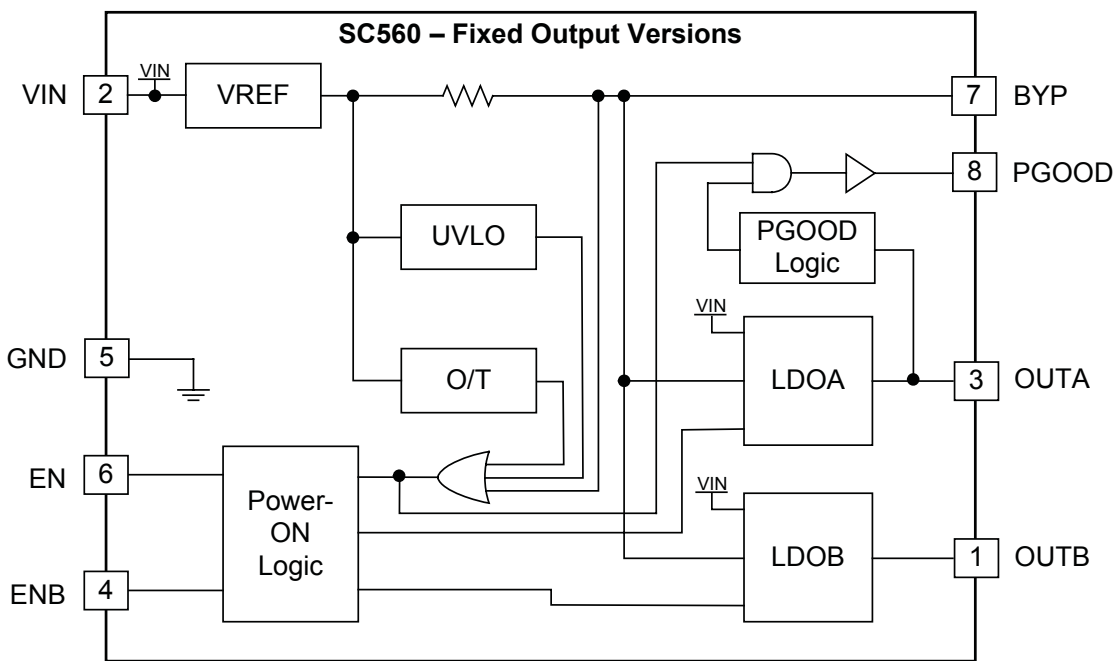 SC560 – Fixed Output Versions
VIN
2
VIN
VREF
7
BYP
8
PGOOD
UVLO
PGOOD
Logic
VIN
GND
5
O/T
LDOA
3
OUTA
EN
6
Power-
ON
Logic
VIN
LDOB
1
OUTB
ENB
4